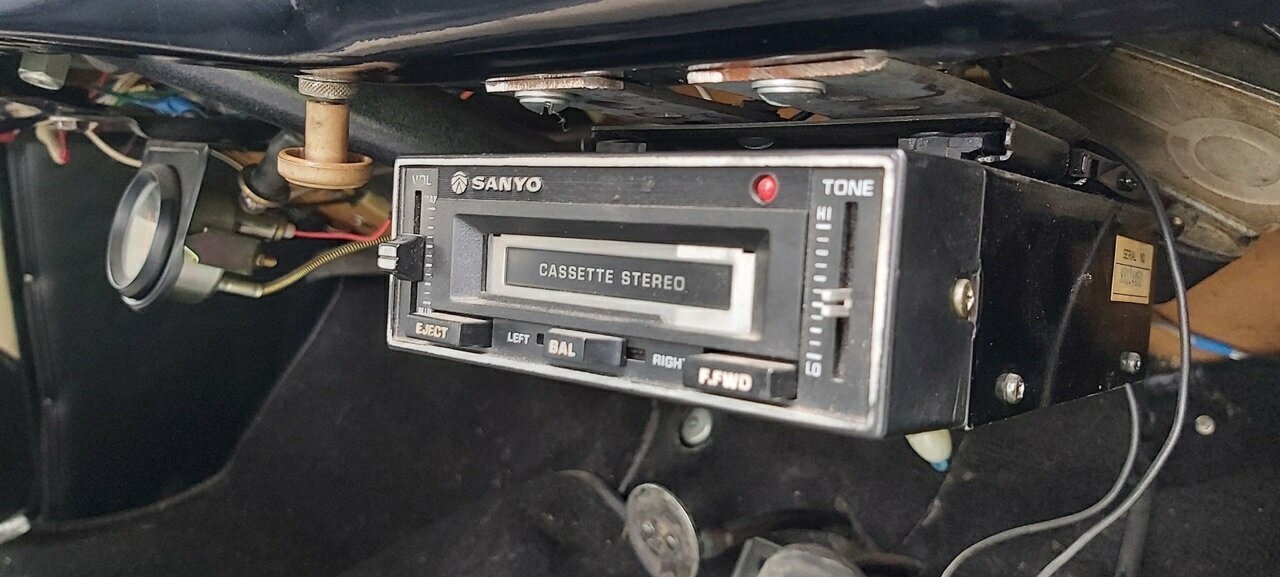 VOL
SANYO
TONE
HI
CASSETTE STEREO
EJECT
LEFT
BAL
RIGHT
F.FWD
LO
SERIAL NO